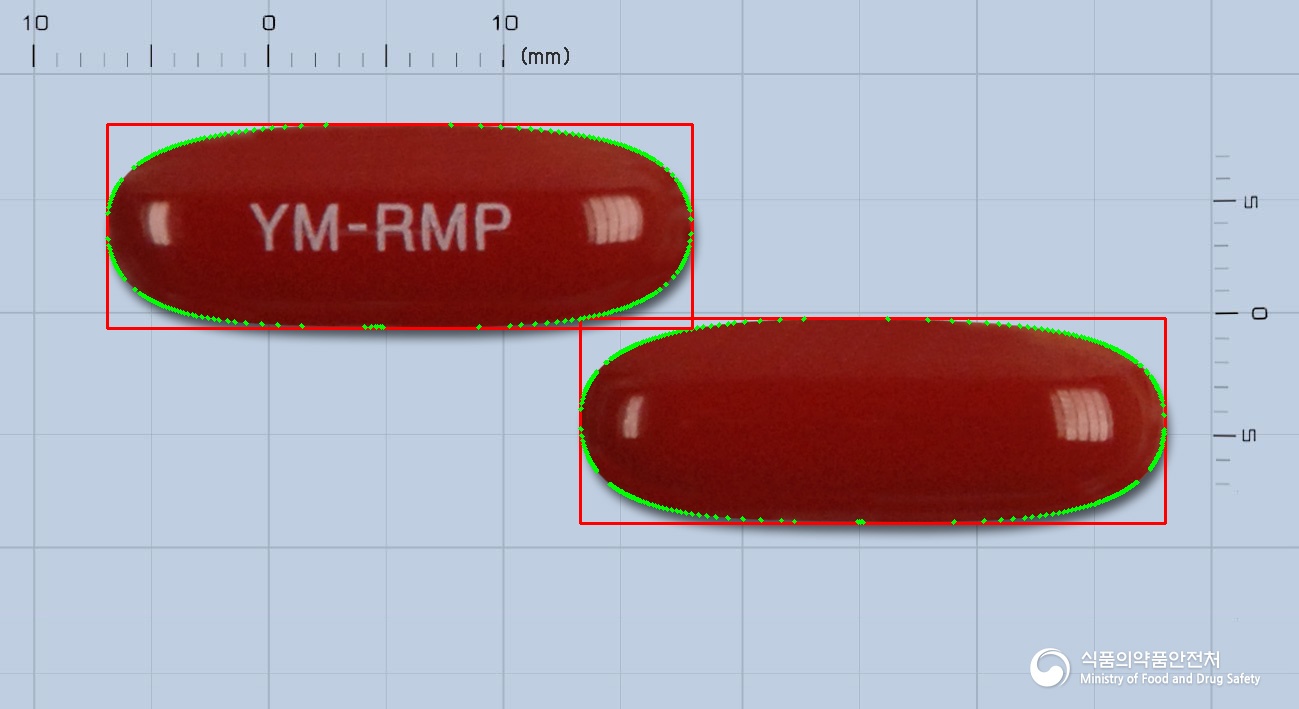 10 0 10
(mm)
YM-RMP
5
0
5
식품의약품안전처
Ministry of Food and Drug Safety